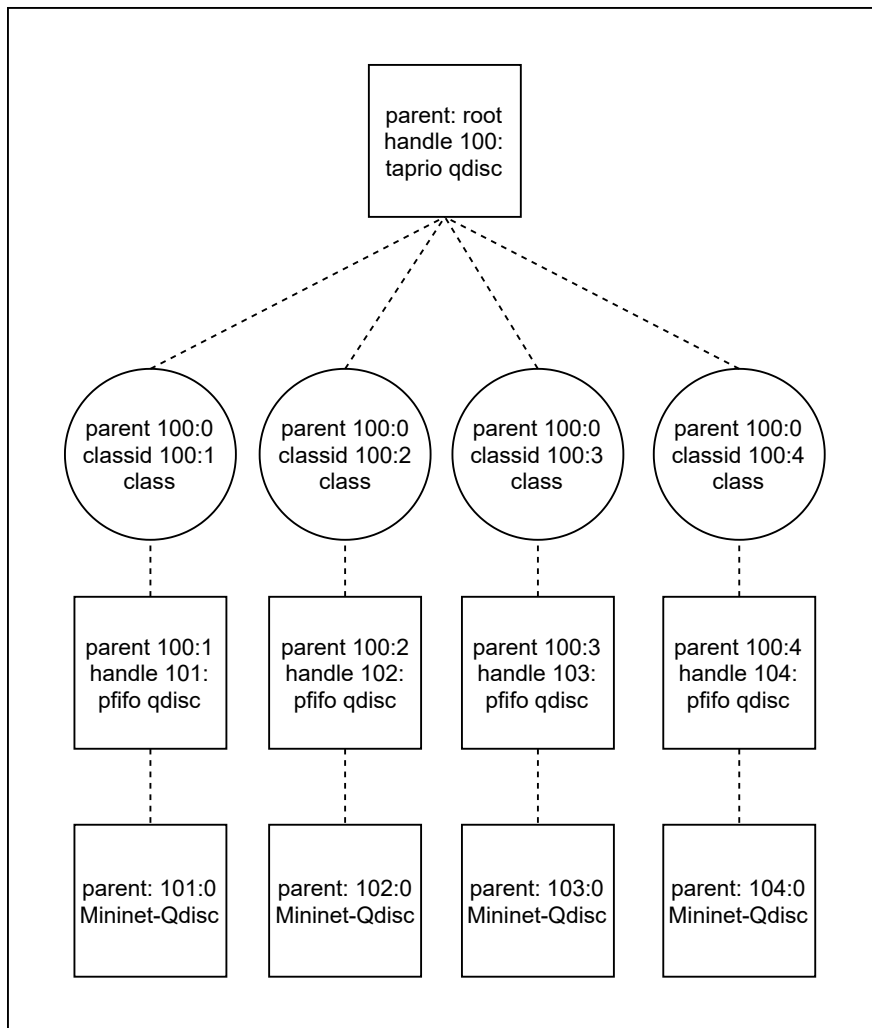 parent: root
handle 100:
taprio qdisc
parent 100:0
classid 100:1
class
parent 100:0
classid 100:2
class
parent 100:0
classid 100:3
class
parent 100:0
classid 100:4
class
parent 100:1
handle 101:
pfifo qdisc
parent 100:2
handle 102:
pfifo qdisc
parent 100:3
handle 103:
pfifo qdisc
parent 100:4
handle 104:
pfifo qdisc
parent: 101:0
Mininet-Qdisc
parent: 102:0
Mininet-Qdisc
parent: 103:0
Mininet-Qdisc
parent: 104:0
Mininet-Qdisc